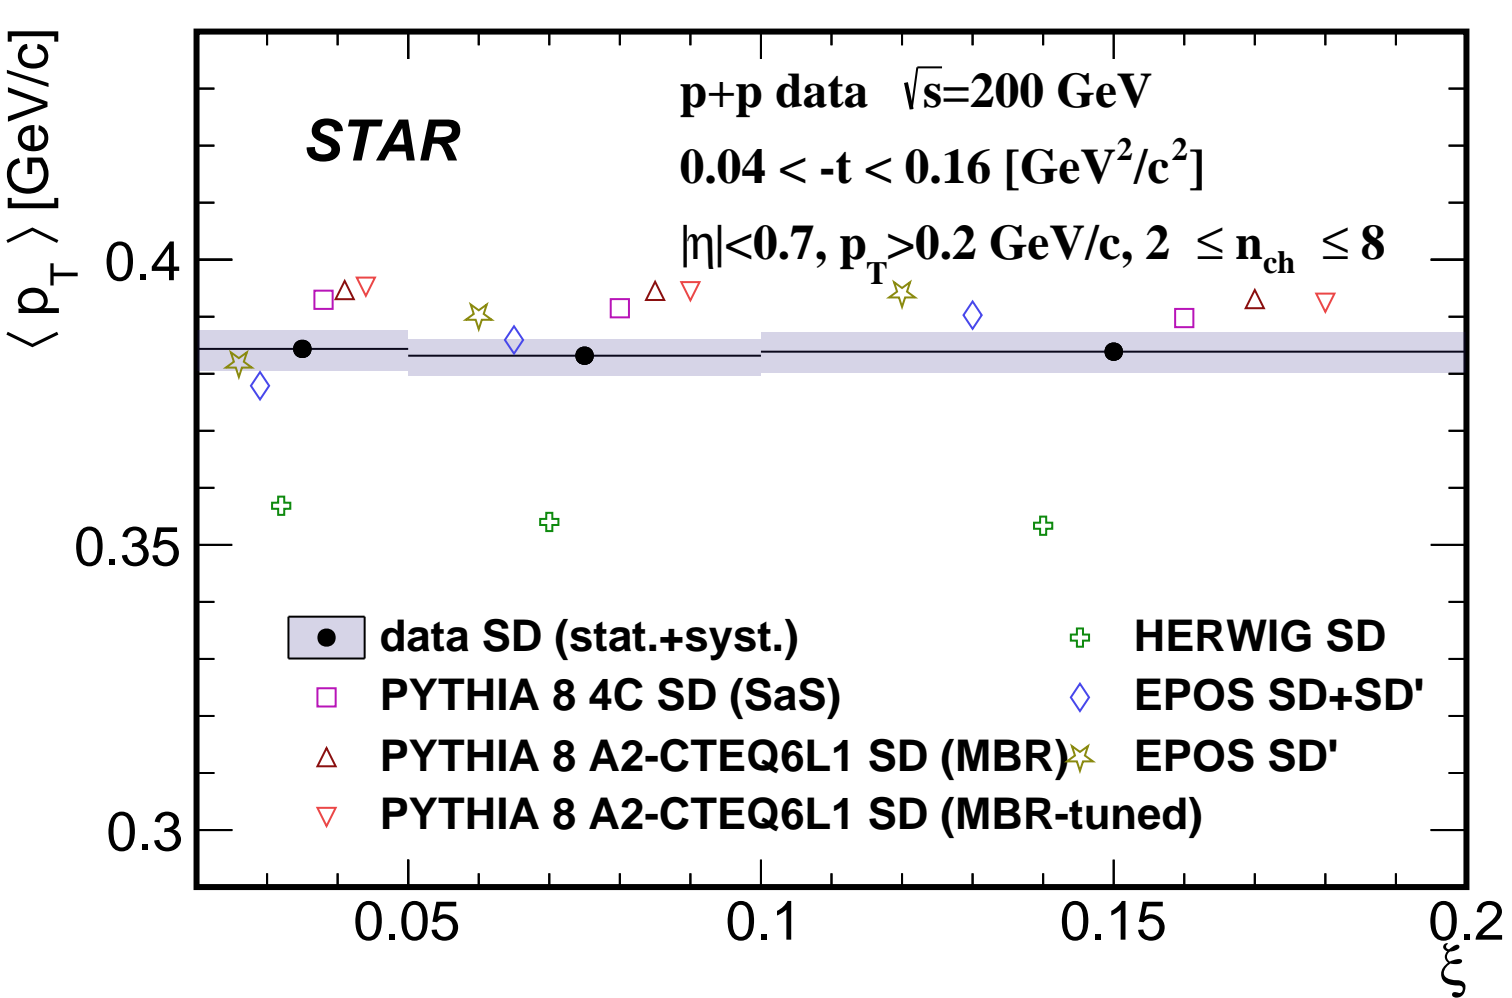 ⟨ p_T ⟩ [GeV/c]
STAR
p+p data √s=200 GeV
0.04 < -t < 0.16 [GeV²/c²]
|η|<0.7, p_T>0.2 GeV/c, 2 ≤ n_ch ≤ 8
0.4
0.35
0.3
data SD (stat.+syst.)
PYTHIA 8 4C SD (SaS)
PYTHIA 8 A2-CTEQ6L1 SD (MBR)
PYTHIA 8 A2-CTEQ6L1 SD (MBR-tuned)
HERWIG SD
EPOS SD+SD'
EPOS SD'
0.05 0.1 0.15 0.2
ξ